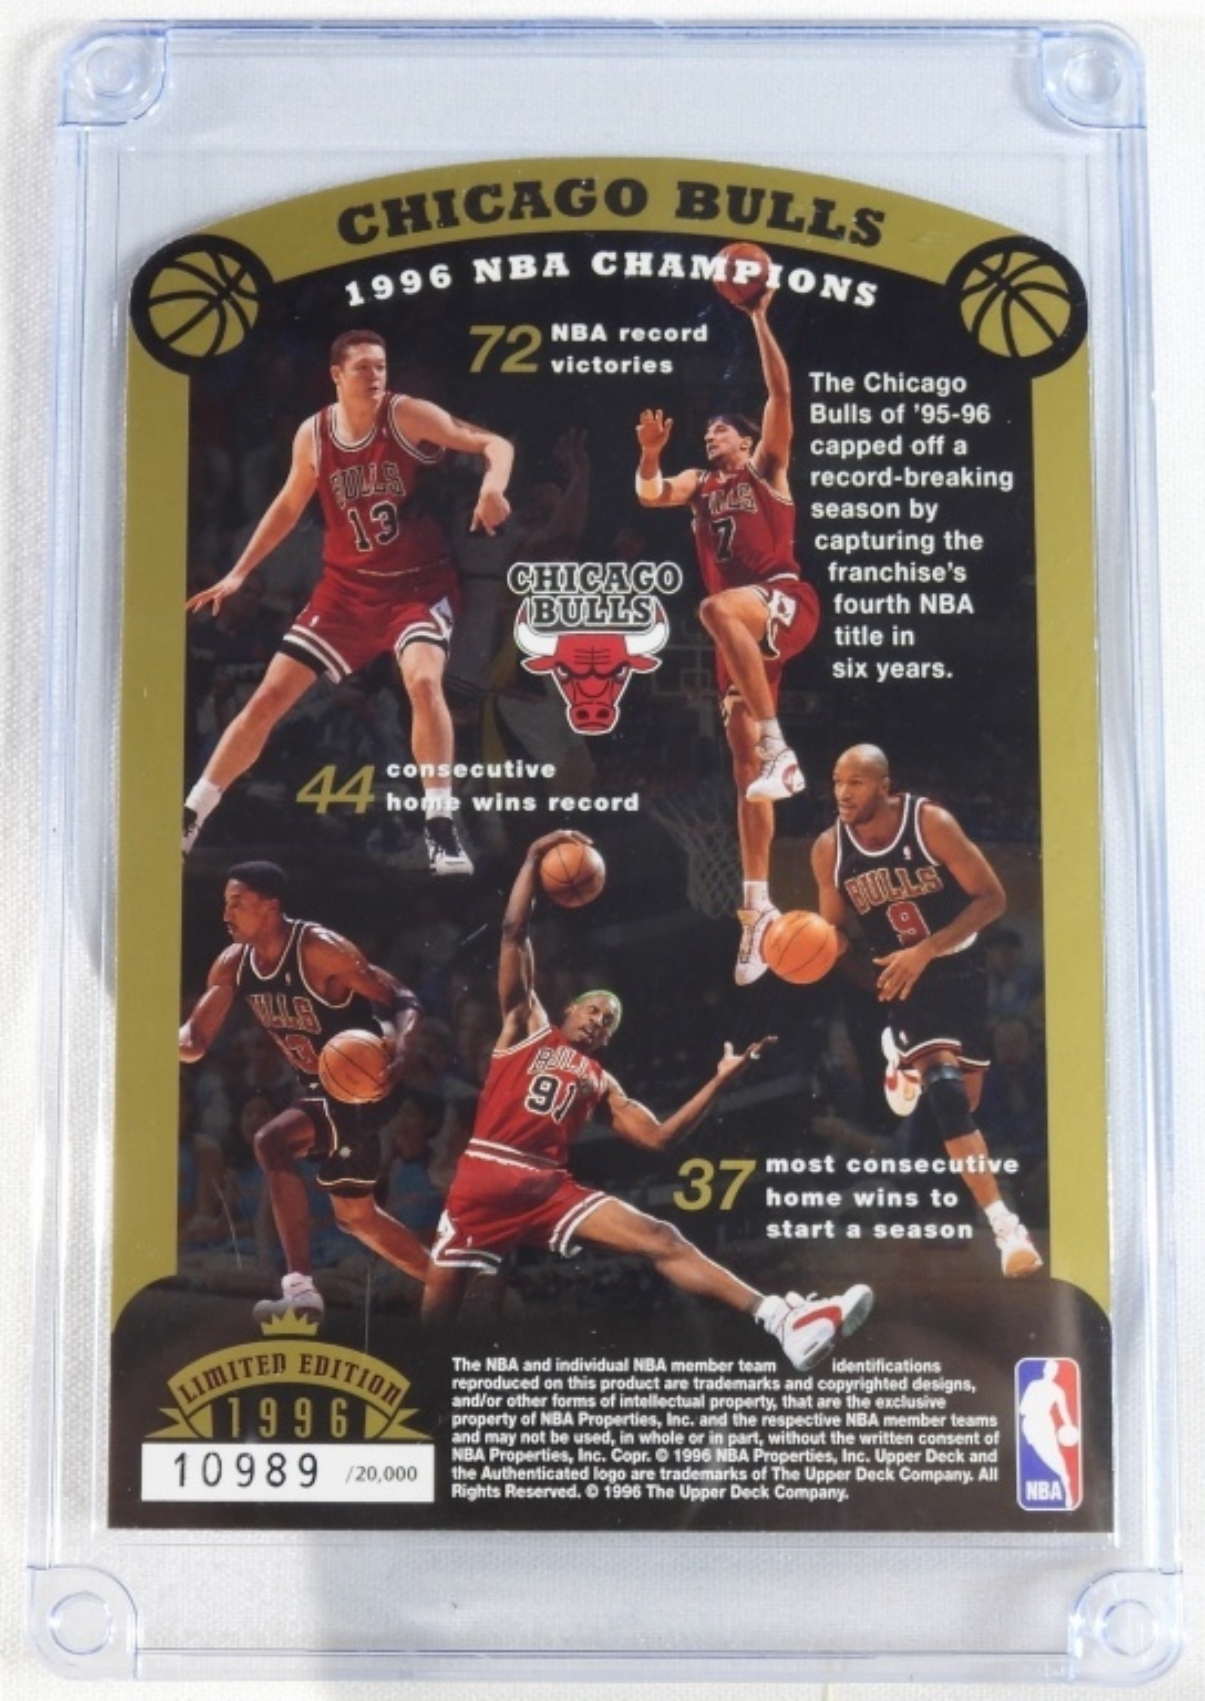 CHICAGO BULLS
1996 NBA CHAMPIONS
72 NBA record
victories
The Chicago
Bulls of '95-96
capped off a
record-breaking
season by
capturing the
franchise's
fourth NBA
title in
six years.
BULLS
13
7
CHICAGO
BULLS
44 consecutive
home wins record
BULLS
9
BULLS
91
37 most consecutive
home wins to
start a season
LIMITED EDITION
1996
10989 /20,000
The NBA and individual NBA member team identifications
reproduced on this product are trademarks and copyrighted designs,
and/or other forms of intellectual property, that are the exclusive
property of NBA Properties, Inc. and the respective NBA member teams
and may not be used, in whole or in part, without the written consent of
NBA Properties, Inc. Copr. © 1996 NBA Properties, Inc. Upper Deck and
the Authenticated logo are trademarks of The Upper Deck Company. All
Rights Reserved. © 1996 The Upper Deck Company.
NBA